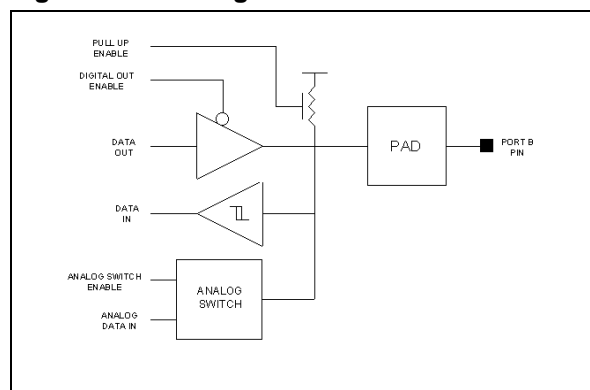 PULL UP
ENABLE
DIGITAL OUT
ENABLE
DATA
OUT
PAD
PORT B
PIN
DATA
IN
ANALOG SWITCH
ENABLE
ANALOG
SWITCH
ANALOG
DATA IN